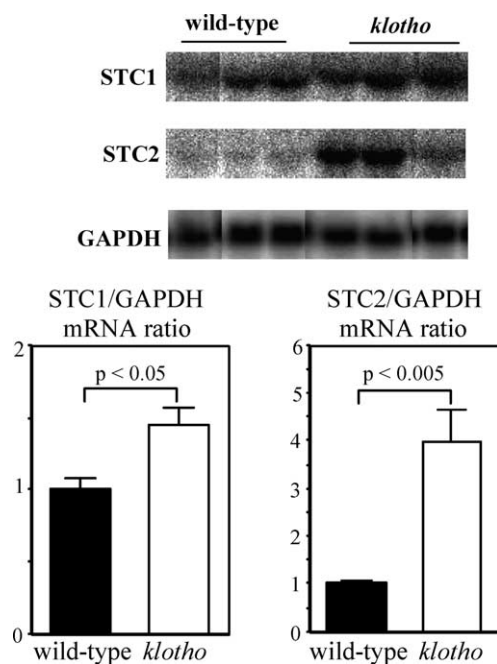 wild-type klotho
STC1
STC2
GAPDH
STC1/GAPDH
mRNA ratio
2
p < 0.05
1
0
wild-type klotho
STC2/GAPDH
mRNA ratio
6
p < 0.005
5
4
3
2
1
0
wild-type klotho